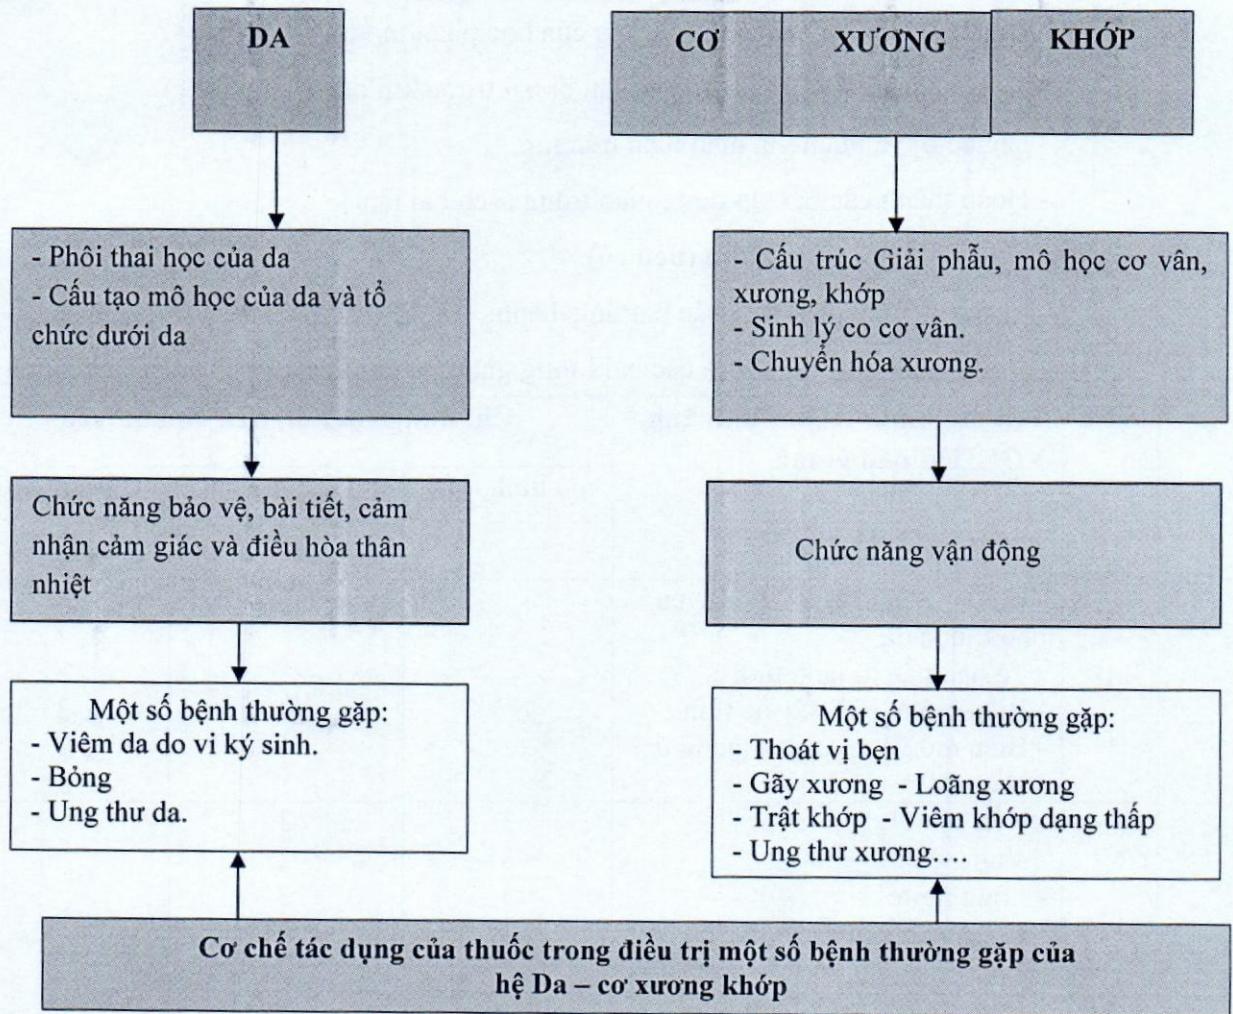 DA
CƠ XƯƠNG KHỚP
- Phôi thai học của da
- Cấu tạo mô học của da và tổ
chức dưới da
- Cấu trúc Giải phẫu, mô học cơ vân,
xương, khớp
- Sinh lý co cơ vân.
- Chuyển hóa xương.
Chức năng bảo vệ, bài tiết, cảm
nhận cảm giác và điều hòa thân
nhiệt
Chức năng vận động
Một số bệnh thường gặp:
- Viêm da do vi ký sinh.
- Bỏng
- Ung thư da.
Một số bệnh thường gặp:
- Thoát vị bẹn
- Gãy xương - Loãng xương
- Trật khớp - Viêm khớp dạng thấp
- Ung thư xương....
Cơ chế tác dụng của thuốc trong điều trị một số bệnh thường gặp của
hệ Da – cơ xương khớp